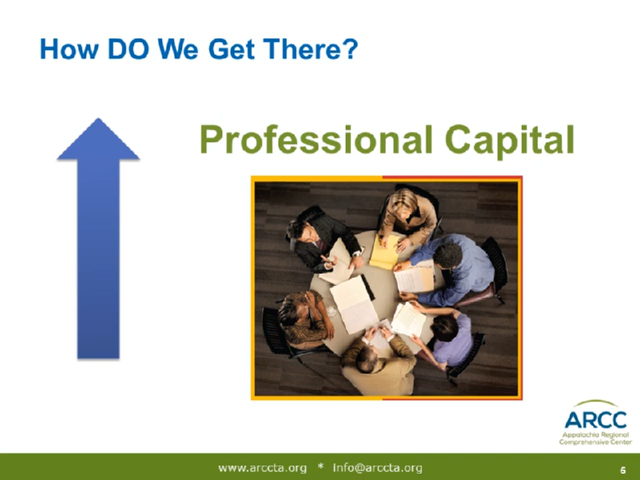 How DO We Get There?
Professional Capital
ARCC
Appalachia Regional
Comprehensive Center
www.arccta.org * Info@arccta.org
6